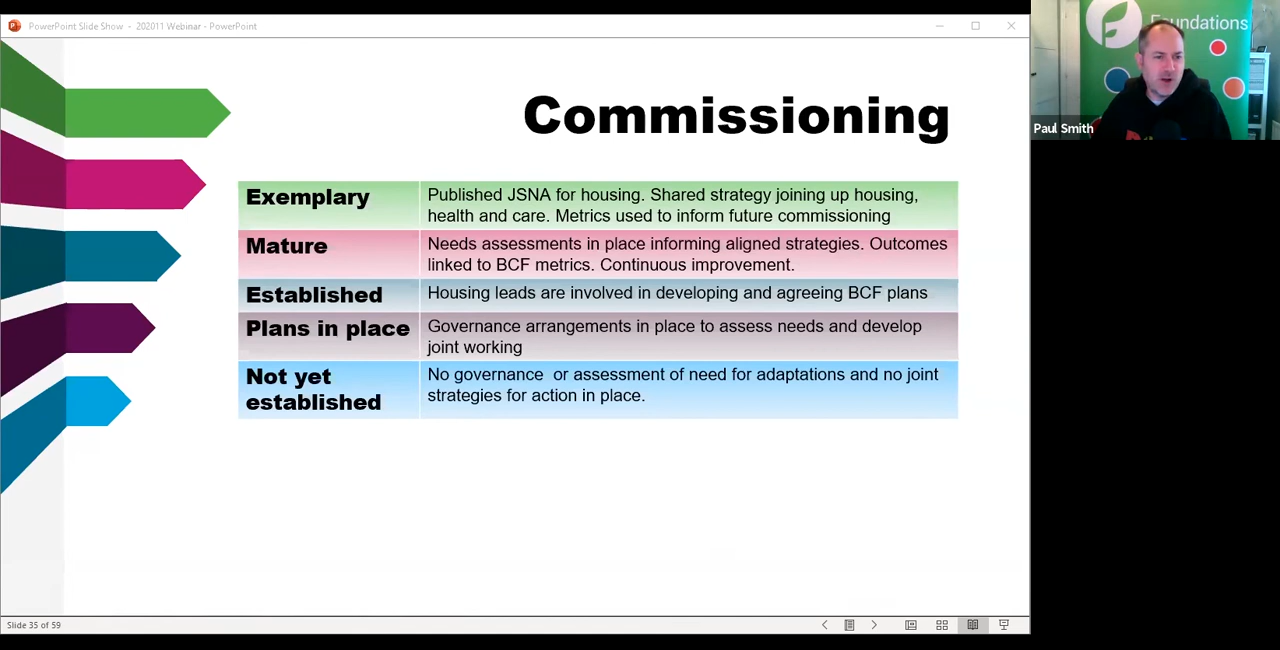 PowerPoint Slide Show - 202011 Webinar - PowerPoint
Foundations
Paul Smith
Commissioning
Exemplary
Published JSNA for housing. Shared strategy joining up housing,
health and care. Metrics used to inform future commissioning
Mature
Needs assessments in place informing aligned strategies. Outcomes
linked to BCF metrics. Continuous improvement.
Established
Housing leads are involved in developing and agreeing BCF plans
Plans in place
Governance arrangements in place to assess needs and develop
joint working
Not yet
established
No governance  or assessment of need for adaptations and no joint
strategies for action in place.
Slide 35 of 59